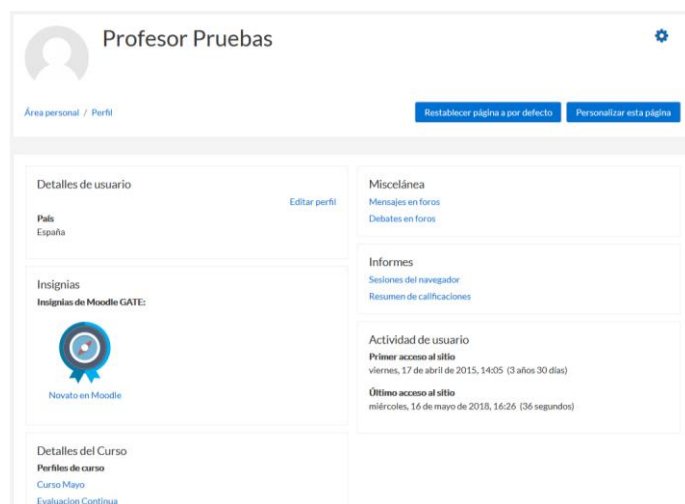 Profesor Pruebas
Área personal / Perfil
Restablecer página a por defecto
Personalizar esta página
Detalles de usuario
Editar perfil
País
España
Insignias
Insignias de Moodle GATE:
Novato en Moodle
Detalles del Curso
Perfiles de curso
Curso Mayo
Evaluacion Continua
Miscelánea
Mensajes en foros
Debates en foros
Informes
Sesiones del navegador
Resumen de calificaciones
Actividad de usuario
Primer acceso al sitio
viernes, 17 de abril de 2015, 14:05 (3 años 30 días)
Último acceso al sitio
miércoles, 16 de mayo de 2018, 16:26 (36 segundos)